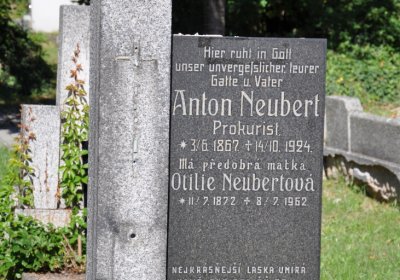 Hier ruht in Gott
unser unvergeſslicher teurer
Gatte u. Vater
Anton Neubert
Prokurist.
* 3/6. 1867 ✝ 14/10. 1924.
Má předobrá matka
Otilie Neubertová
* 11/7. 1872 ✝ 8/7. 1962
NEJKRÁSNĚJŠÍ LÁSKA UMÍRÁ